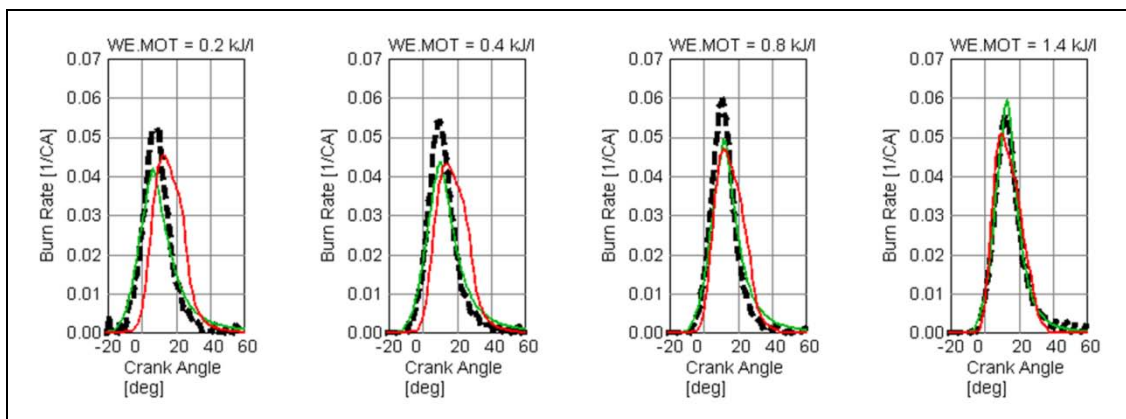 WE.MOT = 0.2 kJ/l
0.07
0.06
0.05
0.04
0.03
0.02
0.01
0.00
Burn Rate [1/CA]
-20 0 20 40 60
Crank Angle
[deg]
WE.MOT = 0.4 kJ/l
0.07
0.06
0.05
0.04
0.03
0.02
0.01
0.00
Burn Rate [1/CA]
-20 0 20 40 60
Crank Angle
[deg]
WE.MOT = 0.8 kJ/l
0.07
0.06
0.05
0.04
0.03
0.02
0.01
0.00
Burn Rate [1/CA]
-20 0 20 40 60
Crank Angle
[deg]
WE.MOT = 1.4 kJ/l
0.07
0.06
0.05
0.04
0.03
0.02
0.01
0.00
Burn Rate [1/CA]
-20 0 20 40 60
Crank Angle
[deg]